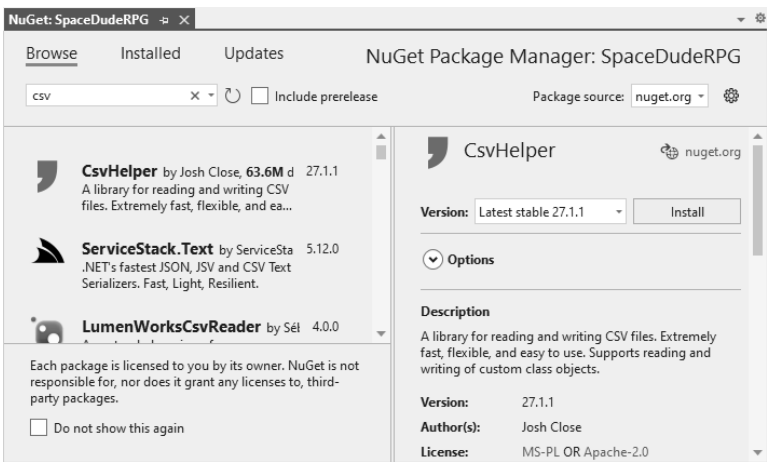 NuGet: SpaceDudeRPG
Browse Installed Updates
NuGet Package Manager: SpaceDudeRPG
csv
Include prerelease
Package source: nuget.org
CsvHelper by Josh Close, 63.6M d 27.1.1
A library for reading and writing CSV
files. Extremely fast, flexible, and ea...
ServiceStack.Text by ServiceSta 5.12.0
.NET's fastest JSON, JSV and CSV Text
Serializers. Fast, Light, Resilient.
LumenWorksCsvReader by Sél 4.0.0
Each package is licensed to you by its owner. NuGet is not
responsible for, nor does it grant any licenses to, third-
party packages.
Do not show this again
CsvHelper nuget.org
Version: Latest stable 27.1.1 Install
Options
Description
A library for reading and writing CSV files. Extremely
fast, flexible, and easy to use. Supports reading and
writing of custom class objects.
Version: 27.1.1
Author(s): Josh Close
License: MS-PL OR Apache-2.0